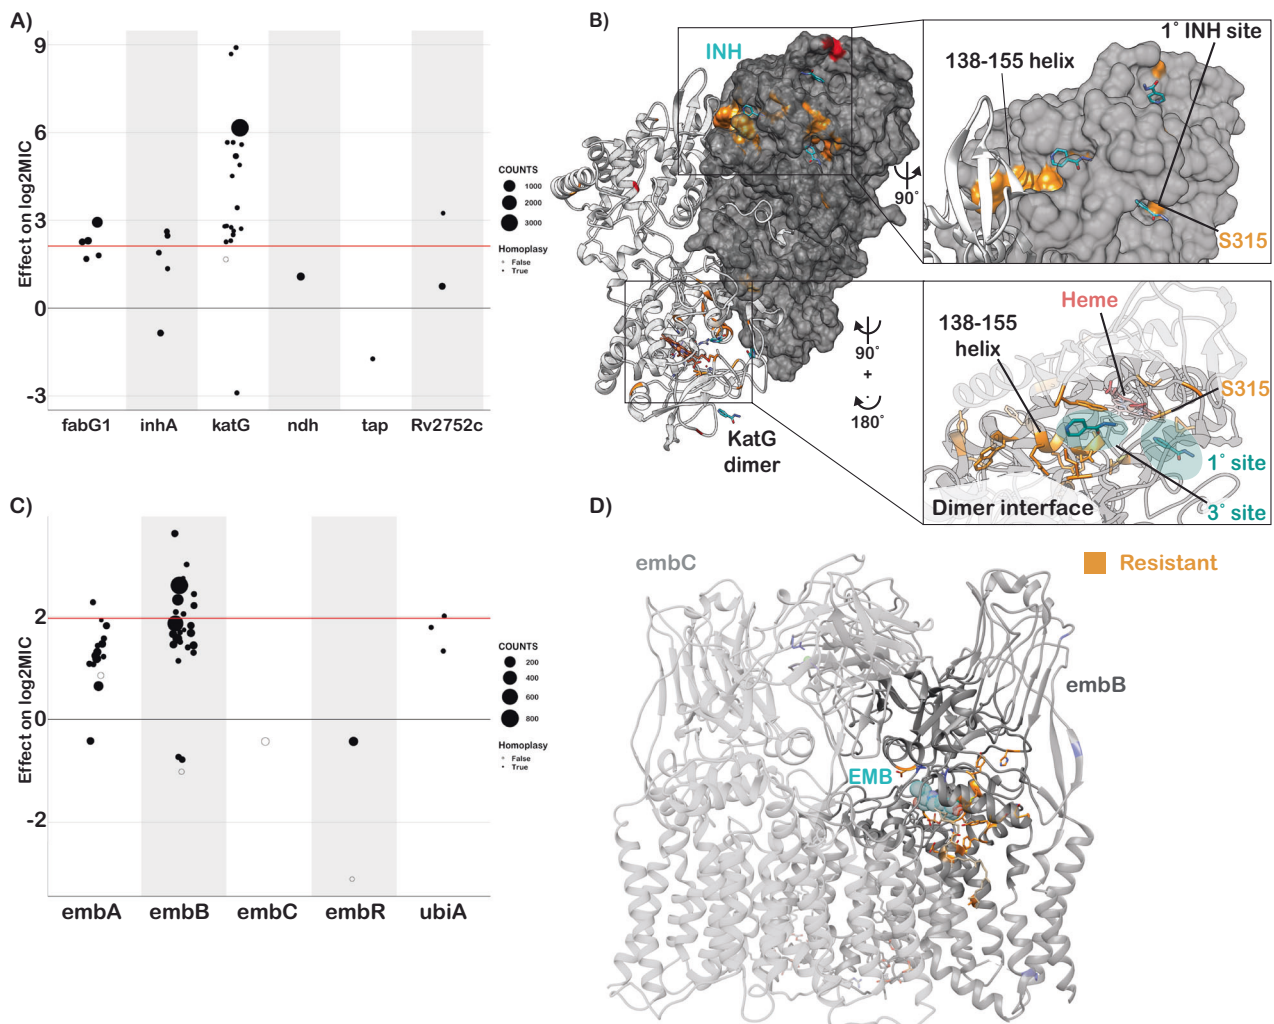 A)
Effect on log2MIC
9
6
3
0
-3
fabG1
inhA
katG
ndh
tap
Rv2752c
COUNTS
1000
2000
3000
Homoplasy
False
True
B)
INH
90°
90°
+
180°
KatG
dimer
1° INH site
138-155 helix
S315
Heme
138-155
helix
S315
1° site
3° site
Dimer interface
C)
Effect on log2MIC
2
0
-2
embA
embB
embC
embR
ubiA
COUNTS
200
400
600
800
Homoplasy
False
True
D)
embC
Resistant
embB
EMB